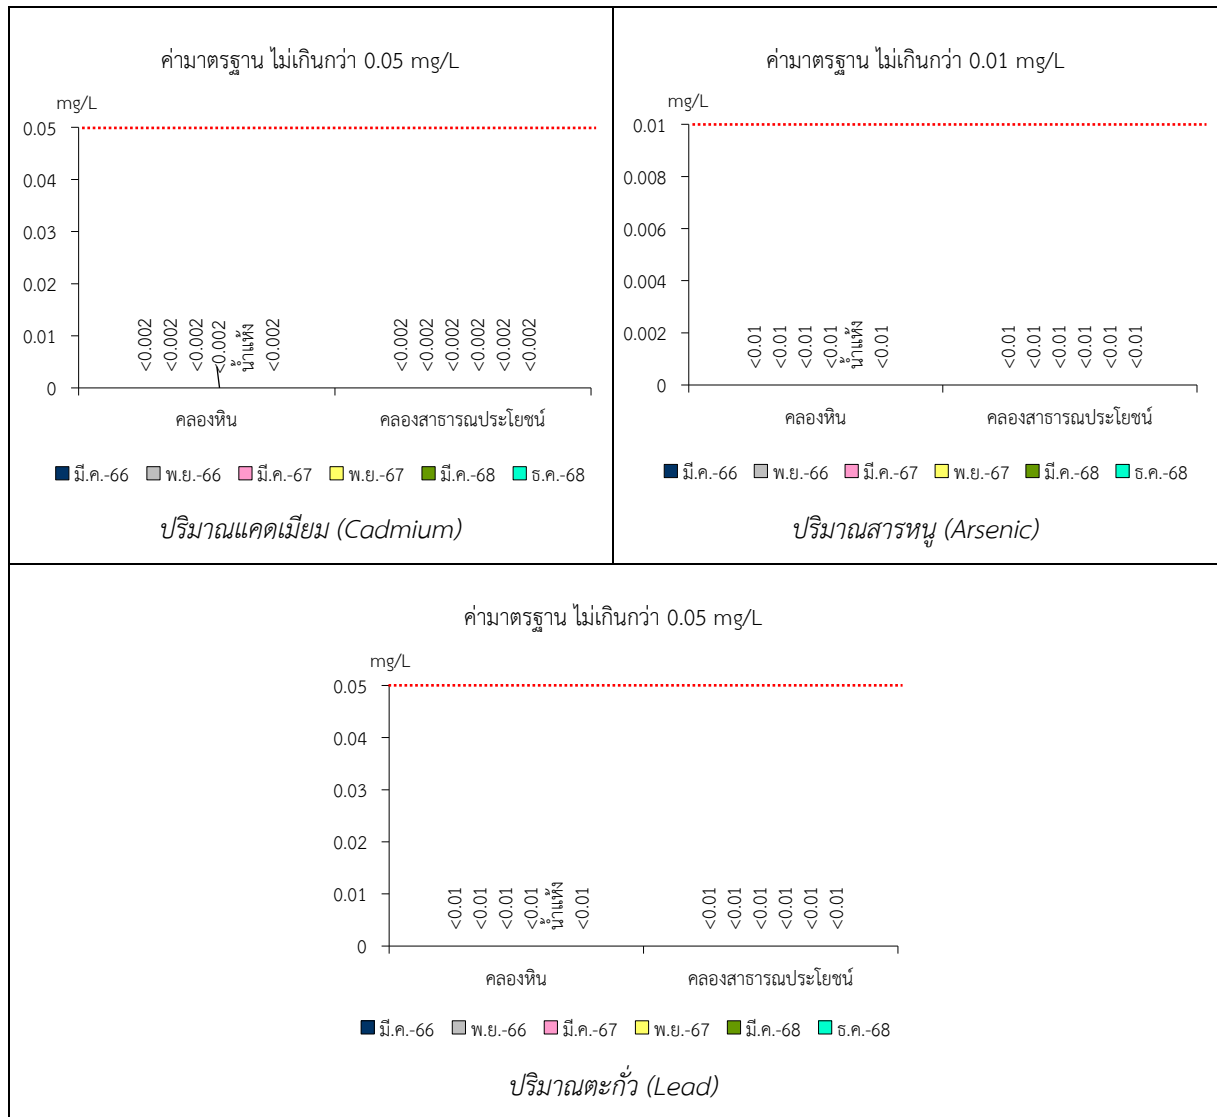 ค่ามาตรฐาน ไม่เกินกว่า 0.05 mg/L
mg/L
0.05
0.04
0.03
0.02
0.01
0
<0.002
<0.002
<0.002
<0.002
น้ำแห้ง
<0.002
<0.002
<0.002
<0.002
<0.002
<0.002
<0.002
คลองหิน
คลองสาธารณประโยชน์
มี.ค.-66 พ.ย.-66 มี.ค.-67 พ.ย.-67 มี.ค.-68 ธ.ค.-68
ปริมาณแคดเมียม (Cadmium)
ค่ามาตรฐาน ไม่เกินกว่า 0.01 mg/L
mg/L
0.01
0.008
0.006
0.004
0.002
0
<0.01
<0.01
<0.01
<0.01
น้ำแห้ง
<0.01
<0.01
<0.01
<0.01
<0.01
<0.01
<0.01
คลองหิน
คลองสาธารณประโยชน์
มี.ค.-66 พ.ย.-66 มี.ค.-67 พ.ย.-67 มี.ค.-68 ธ.ค.-68
ปริมาณสารหนู (Arsenic)
ค่ามาตรฐาน ไม่เกินกว่า 0.05 mg/L
mg/L
0.05
0.04
0.03
0.02
0.01
0
<0.01
<0.01
<0.01
<0.01
น้ำแห้ง
<0.01
<0.01
<0.01
<0.01
<0.01
<0.01
<0.01
คลองหิน
คลองสาธารณประโยชน์
มี.ค.-66 พ.ย.-66 มี.ค.-67 พ.ย.-67 มี.ค.-68 ธ.ค.-68
ปริมาณตะกั่ว (Lead)